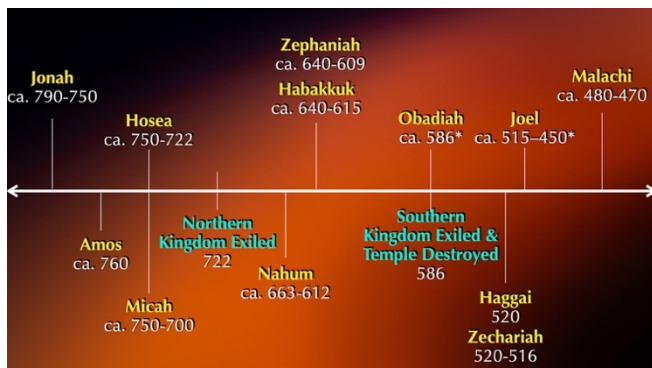 Zephaniah
ca. 640-609
Jonah
ca. 790-750
Habakkuk
ca. 640-615
Malachi
ca. 480-470
Hosea
ca. 750-722
Obadiah
ca. 586*
Joel
ca. 515–450*
Northern
Kingdom Exiled
722
Southern
Kingdom Exiled &
Temple Destroyed
586
Amos
ca. 760
Nahum
ca. 663-612
Micah
ca. 750-700
Haggai
520
Zechariah
520-516